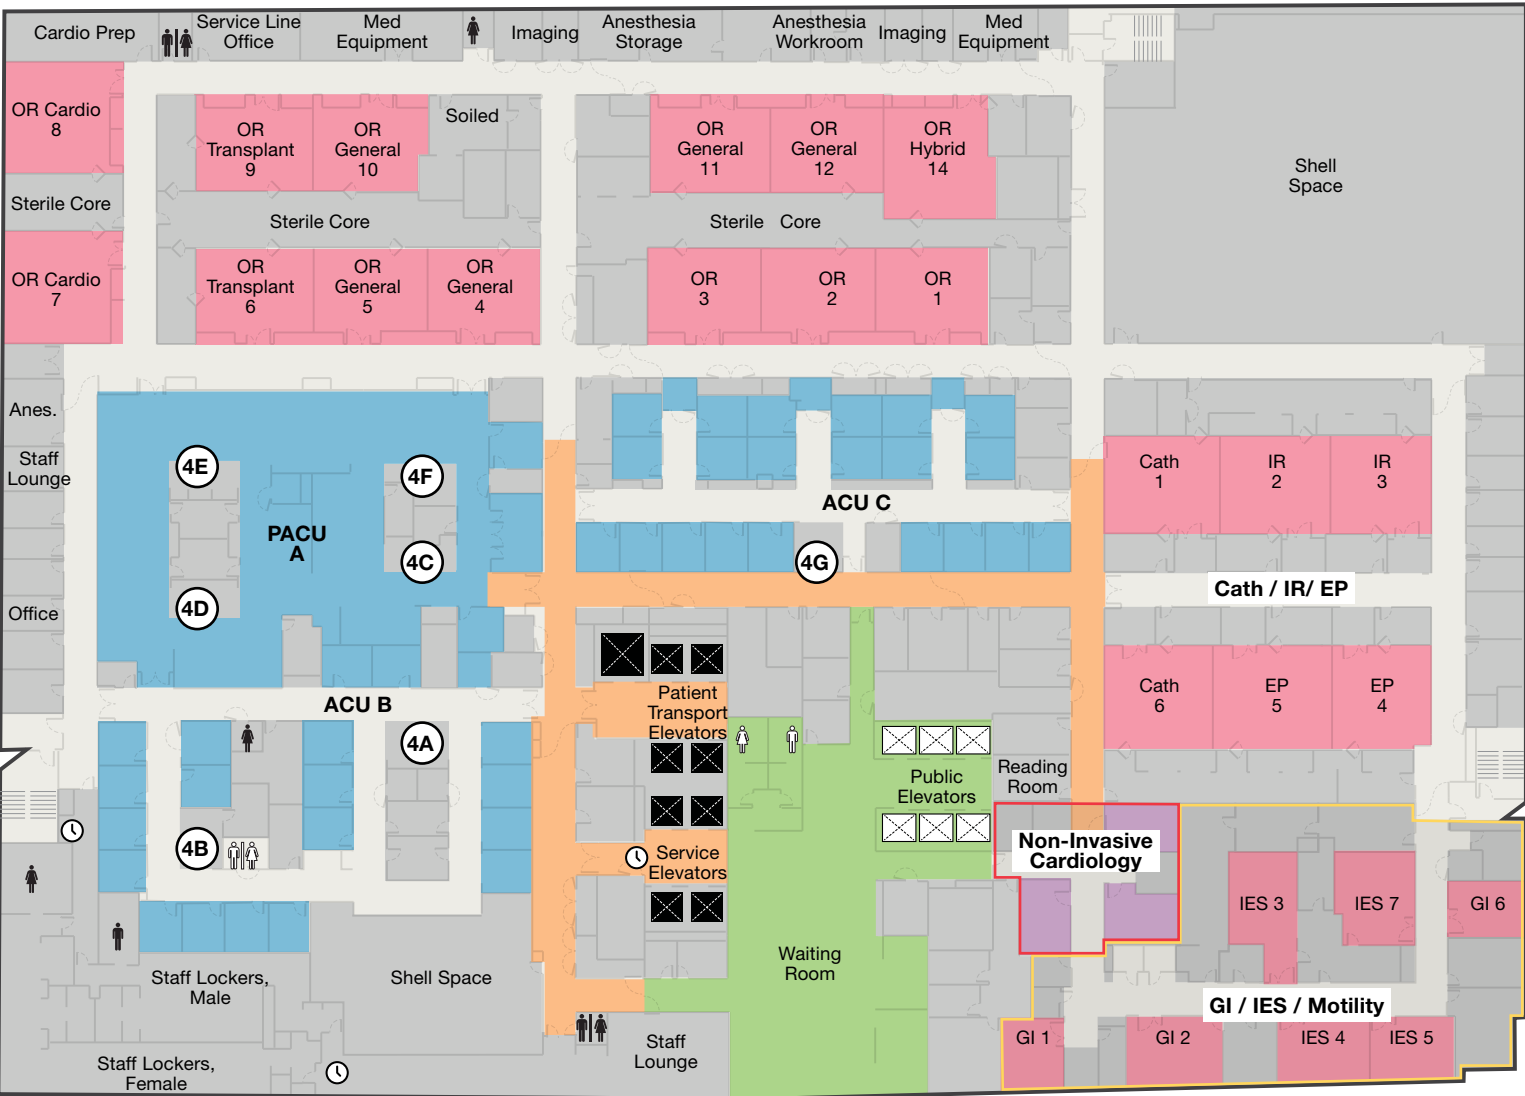 Cardio Prep
Service Line
Office
Med
Equipment
Imaging
Anesthesia
Storage
Anesthesia
Workroom
Imaging
Med
Equipment
OR Cardio
8
OR
Transplant
9
OR
General
10
Soiled
OR
General
11
OR
General
12
OR
Hybrid
14
Shell
Space
Sterile Core
Sterile Core
Sterile Core
OR Cardio
7
OR
Transplant
6
OR
General
5
OR
General
4
OR
3
OR
2
OR
1
Anes.
Staff
Lounge
4E
4F
PACU
A
4C
4D
Office
ACU C
4G
Cath
1
IR
2
IR
3
Cath / IR/ EP
Cath
6
EP
5
EP
4
ACU B
4A
4B
Patient
Transport
Elevators
Public
Elevators
Reading
Room
Service
Elevators
Non-Invasive
Cardiology
IES 3
IES 7
GI 6
Waiting
Room
Staff Lockers,
Male
Shell Space
GI / IES / Motility
GI 1
GI 2
IES 4
IES 5
Staff
Lounge
Staff Lockers,
Female